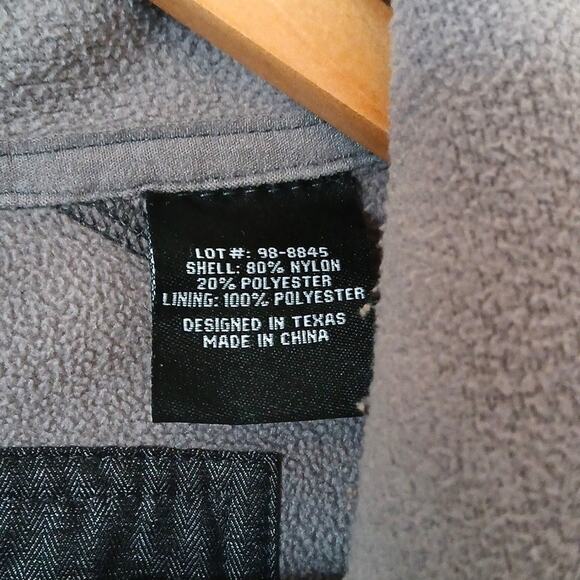 LOT #: 98-8845
SHELL: 80% NYLON
20% POLYESTER
LINING: 100% POLYESTER
DESIGNED IN TEXAS
MADE IN CHINA